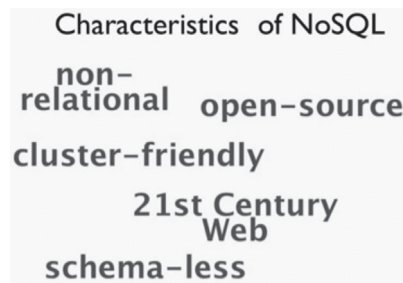 Characteristics of NoSQL
non-
relational
open-source
cluster-friendly
21st Century
Web
schema-less